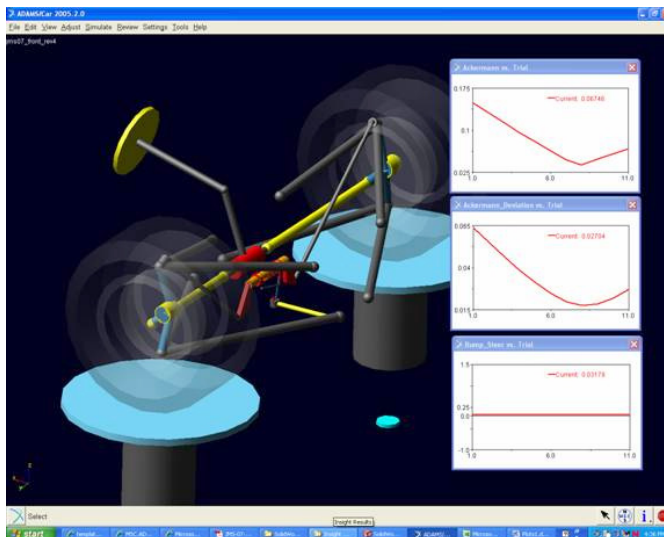 ADAMS/Car 2005.2.0
File Edit View Adjust Simulate Review Settings Tools Help
Ackermann vs. Trial
0.175
Current: 0.06746
0.1
0.025
1.0 6.0 11.0
Ackermann_Deviation vs. Trial
0.065
Current: 0.02704
0.04
0.015
1.0 6.0 11.0
Bump_Steer vs. Trial
1.5
Current: 0.03179
0.25
0.0
-1.0
1.0 6.0 11.0
Select
Insight Results
start